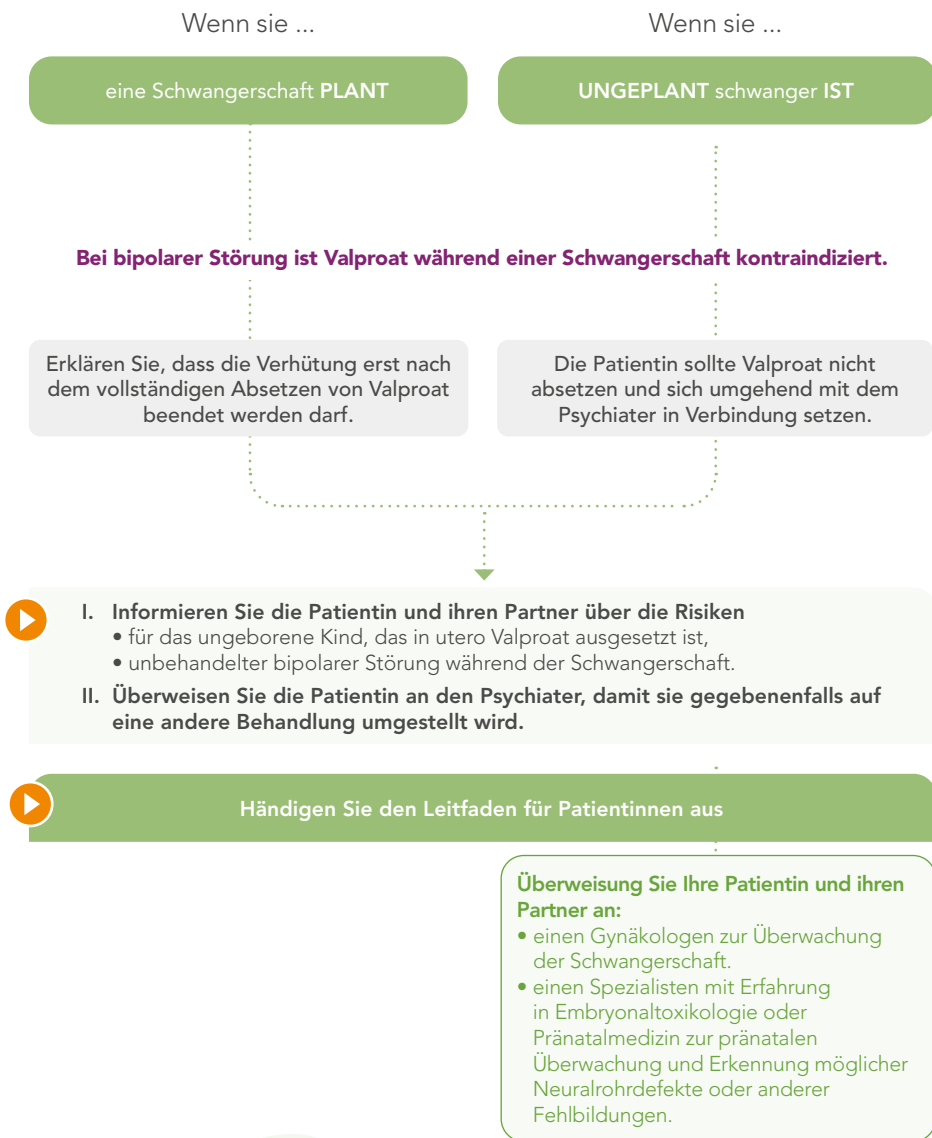 Wenn sie ...
Wenn sie ...
eine Schwangerschaft PLANT
UNGEPLANT schwanger IST
Bei bipolarer Störung ist Valproat während einer Schwangerschaft kontraindiziert.
Erklären Sie, dass die Verhütung erst nach
dem vollständigen Absetzen von Valproat
beendet werden darf.
Die Patientin sollte Valproat nicht
absetzen und sich umgehend mit dem
Psychiater in Verbindung setzen.
I. Informieren Sie die Patientin und ihren Partner über die Risiken
• für das ungeborene Kind, das in utero Valproat ausgesetzt ist,
• unbehandelter bipolarer Störung während der Schwangerschaft.
II. Überweisen Sie die Patientin an den Psychiater, damit sie gegebenenfalls auf
eine andere Behandlung umgestellt wird.
Händigen Sie den Leitfaden für Patientinnen aus
Überweisung Sie Ihre Patientin und ihren
Partner an:
• einen Gynäkologen zur Überwachung
der Schwangerschaft.
• einen Spezialisten mit Erfahrung
in Embryonaltoxikologie oder
Pränatalmedizin zur pränatalen
Überwachung und Erkennung möglicher
Neuralrohrdefekte oder anderer
Fehlbildungen.